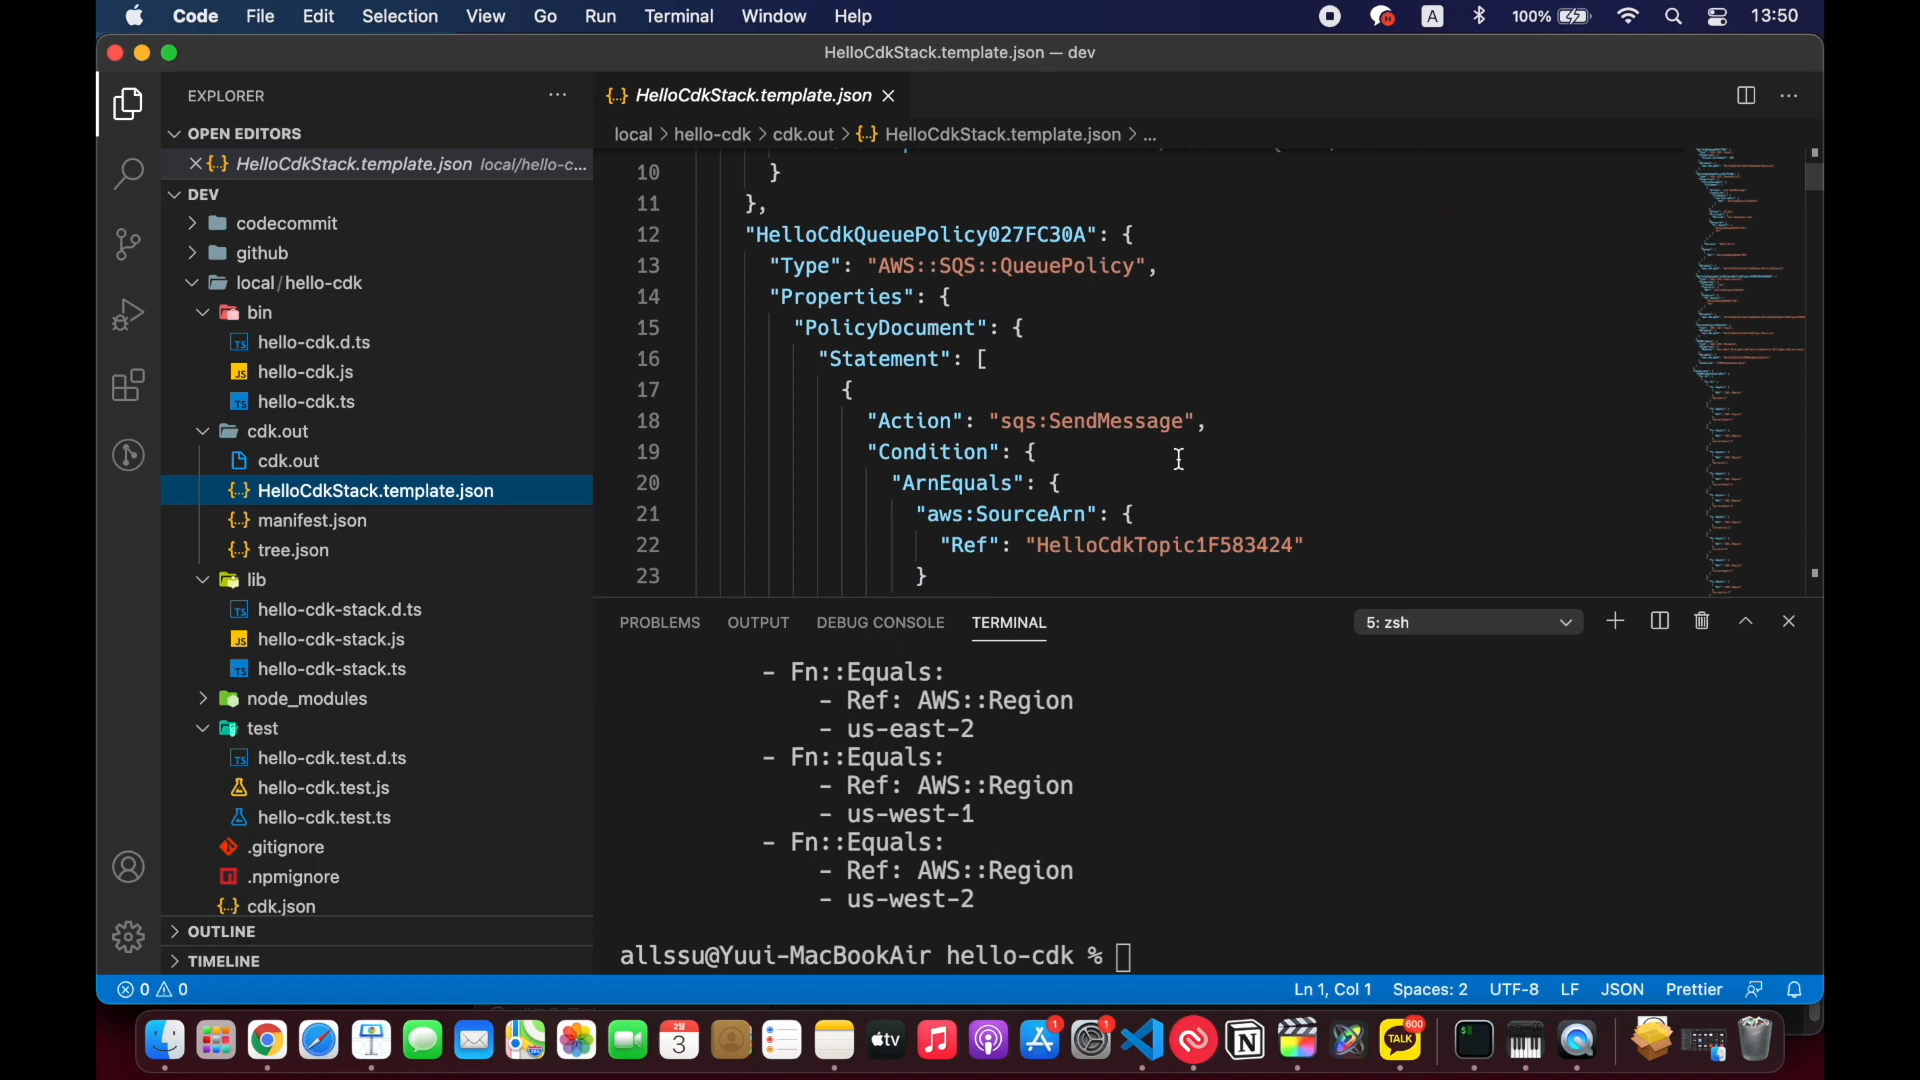 Code File Edit Selection View Go Run Terminal Window Help A 100% 13:50
HelloCdkStack.template.json — dev
EXPLORER
OPEN EDITORS
HelloCdkStack.template.json local/hello-c...
DEV
codecommit
github
local/hello-cdk
bin
hello-cdk.d.ts
hello-cdk.js
hello-cdk.ts
cdk.out
cdk.out
HelloCdkStack.template.json
manifest.json
tree.json
lib
hello-cdk-stack.d.ts
hello-cdk-stack.js
hello-cdk-stack.ts
node_modules
test
hello-cdk.test.d.ts
hello-cdk.test.js
hello-cdk.test.ts
.gitignore
.npmignore
cdk.json
OUTLINE
TIMELINE
HelloCdkStack.template.json
local > hello-cdk > cdk.out > {..} HelloCdkStack.template.json > ...
10 }
11 },
12 "HelloCdkQueuePolicy027FC30A": {
13 "Type": "AWS::SQS::QueuePolicy",
14 "Properties": {
15 "PolicyDocument": {
16 "Statement": [
17 {
18 "Action": "sqs:SendMessage",
19 "Condition": {
20 "ArnEquals": {
21 "aws:SourceArn": {
22 "Ref": "HelloCdkTopic1F583424"
23 }
PROBLEMS OUTPUT DEBUG CONSOLE TERMINAL 5: zsh
- Fn::Equals:
- Ref: AWS::Region
- us-east-2
- Fn::Equals:
- Ref: AWS::Region
- us-west-1
- Fn::Equals:
- Ref: AWS::Region
- us-west-2
allssu@Yuui-MacBookAir hello-cdk %
0 0 Ln 1, Col 1 Spaces: 2 UTF-8 LF JSON Prettier
2월
3
tv
1
1
600
TALK